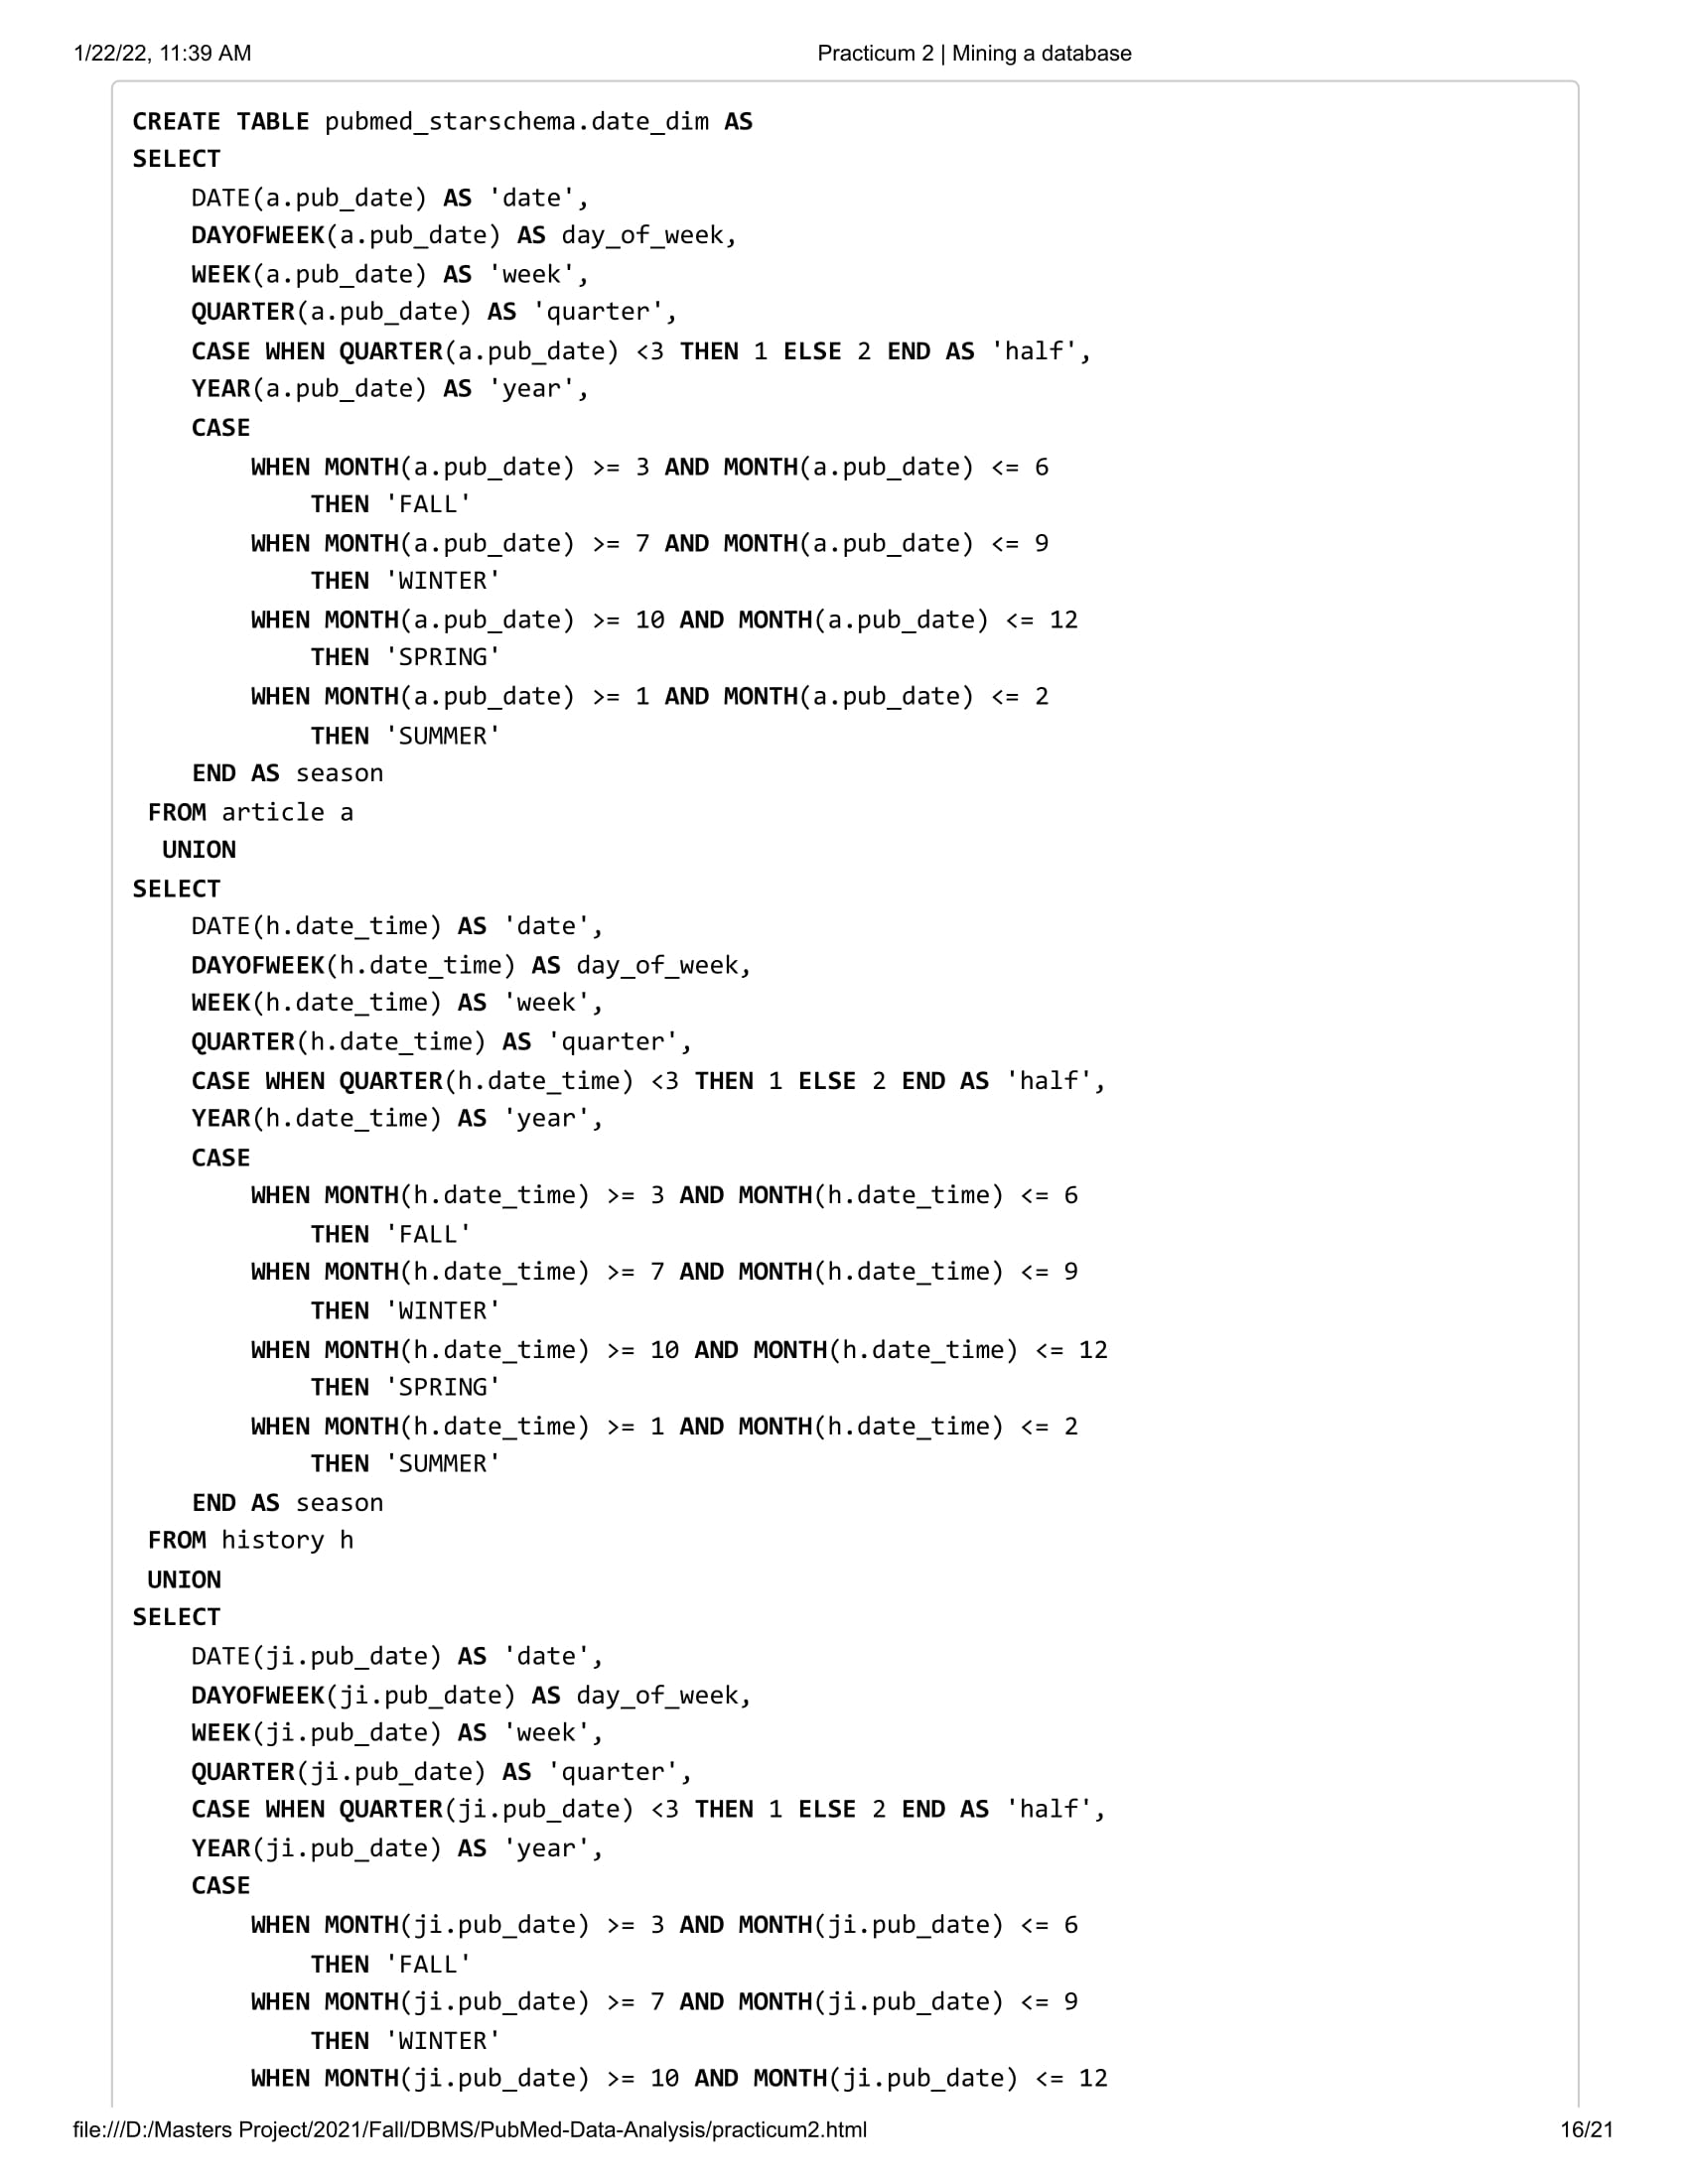 1/22/22, 11:39 AM Practicum 2 | Mining a database
CREATE TABLE pubmed_starschema.date_dim AS
SELECT
    DATE(a.pub_date) AS 'date',
    DAYOFWEEK(a.pub_date) AS day_of_week,
    WEEK(a.pub_date) AS 'week',
    QUARTER(a.pub_date) AS 'quarter',
    CASE WHEN QUARTER(a.pub_date) <3 THEN 1 ELSE 2 END AS 'half',
    YEAR(a.pub_date) AS 'year',
    CASE
        WHEN MONTH(a.pub_date) >= 3 AND MONTH(a.pub_date) <= 6
            THEN 'FALL'
        WHEN MONTH(a.pub_date) >= 7 AND MONTH(a.pub_date) <= 9
            THEN 'WINTER'
        WHEN MONTH(a.pub_date) >= 10 AND MONTH(a.pub_date) <= 12
            THEN 'SPRING'
        WHEN MONTH(a.pub_date) >= 1 AND MONTH(a.pub_date) <= 2
            THEN 'SUMMER'
    END AS season
 FROM article a
  UNION
SELECT
    DATE(h.date_time) AS 'date',
    DAYOFWEEK(h.date_time) AS day_of_week,
    WEEK(h.date_time) AS 'week',
    QUARTER(h.date_time) AS 'quarter',
    CASE WHEN QUARTER(h.date_time) <3 THEN 1 ELSE 2 END AS 'half',
    YEAR(h.date_time) AS 'year',
    CASE
        WHEN MONTH(h.date_time) >= 3 AND MONTH(h.date_time) <= 6
            THEN 'FALL'
        WHEN MONTH(h.date_time) >= 7 AND MONTH(h.date_time) <= 9
            THEN 'WINTER'
        WHEN MONTH(h.date_time) >= 10 AND MONTH(h.date_time) <= 12
            THEN 'SPRING'
        WHEN MONTH(h.date_time) >= 1 AND MONTH(h.date_time) <= 2
            THEN 'SUMMER'
    END AS season
 FROM history h
 UNION
SELECT
    DATE(ji.pub_date) AS 'date',
    DAYOFWEEK(ji.pub_date) AS day_of_week,
    WEEK(ji.pub_date) AS 'week',
    QUARTER(ji.pub_date) AS 'quarter',
    CASE WHEN QUARTER(ji.pub_date) <3 THEN 1 ELSE 2 END AS 'half',
    YEAR(ji.pub_date) AS 'year',
    CASE
        WHEN MONTH(ji.pub_date) >= 3 AND MONTH(ji.pub_date) <= 6
            THEN 'FALL'
        WHEN MONTH(ji.pub_date) >= 7 AND MONTH(ji.pub_date) <= 9
            THEN 'WINTER'
        WHEN MONTH(ji.pub_date) >= 10 AND MONTH(ji.pub_date) <= 12
file:///D:/Masters Project/2021/Fall/DBMS/PubMed-Data-Analysis/practicum2.html 16/21